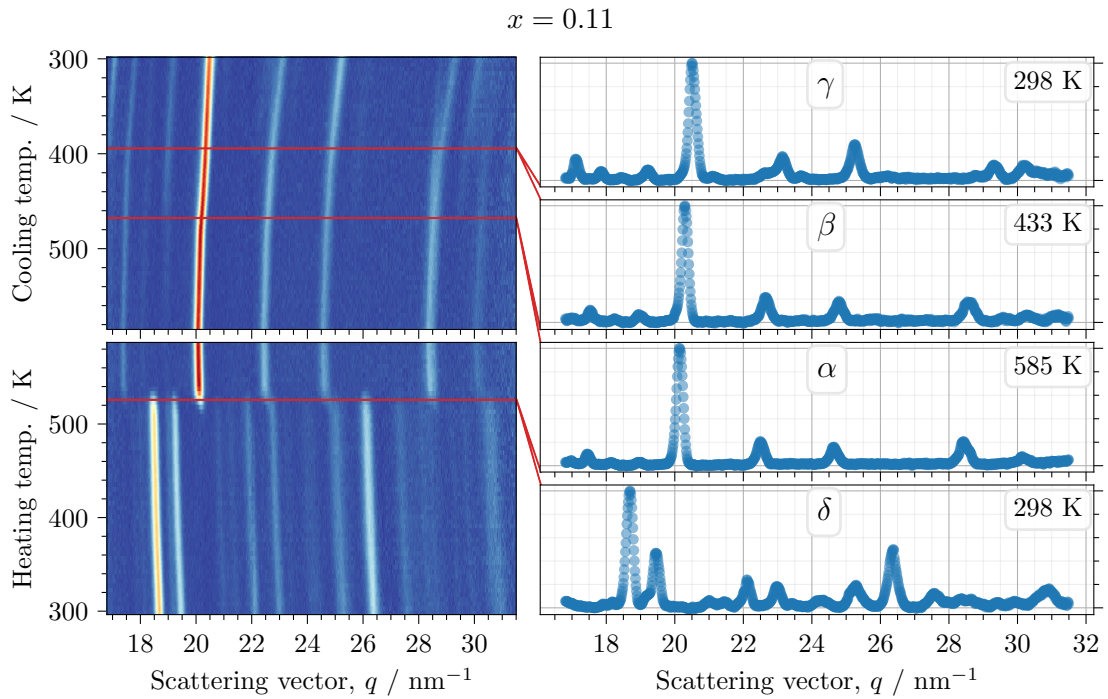 x = 0.11
Cooling temp. / K
300
400
500
γ
298 K
β
433 K
Heating temp. / K
500
400
300
α
585 K
δ
298 K
18 20 22 24 26 28 30
Scattering vector, q / nm⁻¹
18 20 22 24 26 28 30 32
Scattering vector, q / nm⁻¹